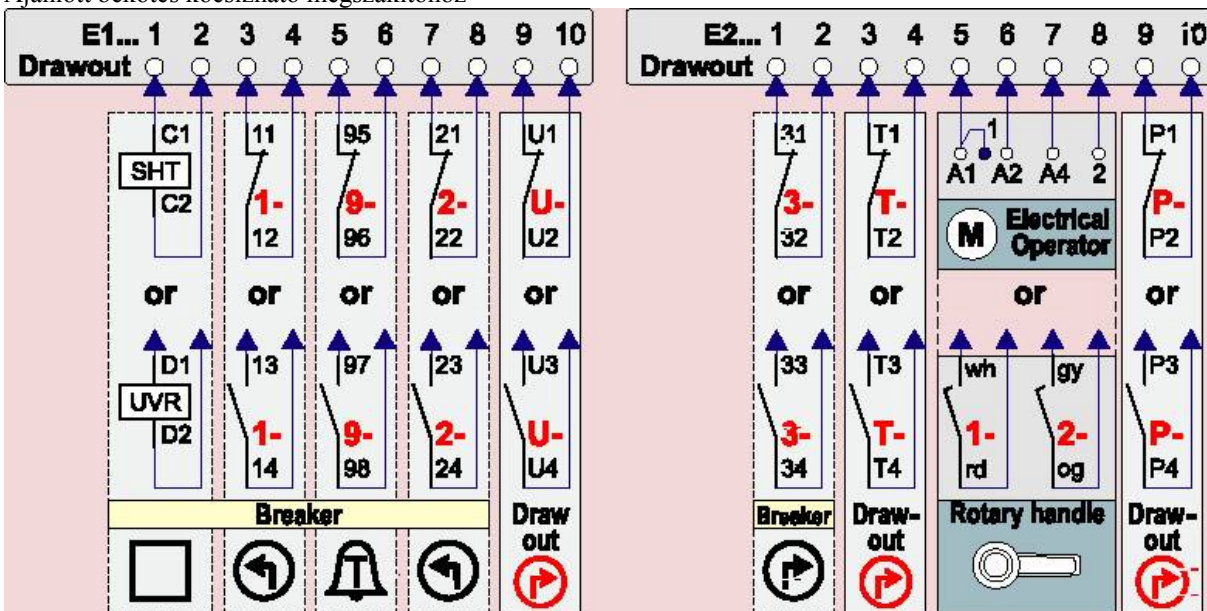 Ajánlott bekötés kocsizható megszakítóhoz
E1... 1 2 3 4 5 6 7 8 9 10
Drawout
E2... 1 2 3 4 5 6 7 8 9 10
Drawout
C1 11 95 21 U1
SHT
C2 1- 9- 2- U-
12 96 22 U2
or or or or or
D1 13 97 23 U3
UVR
D2 1- 9- 2- U-
14 98 24 U4
Breaker
Draw
out
31 T1 1 P1
A1 A2 A4 2
3- T- P-
32 T2 P2
M Electrical
Operator
or or or or
33 T3 wh gy P3
3- T- 1- 2- P-
34 T4 rd og P4
Breaker
Draw-
out
Rotary handle
Draw-
out